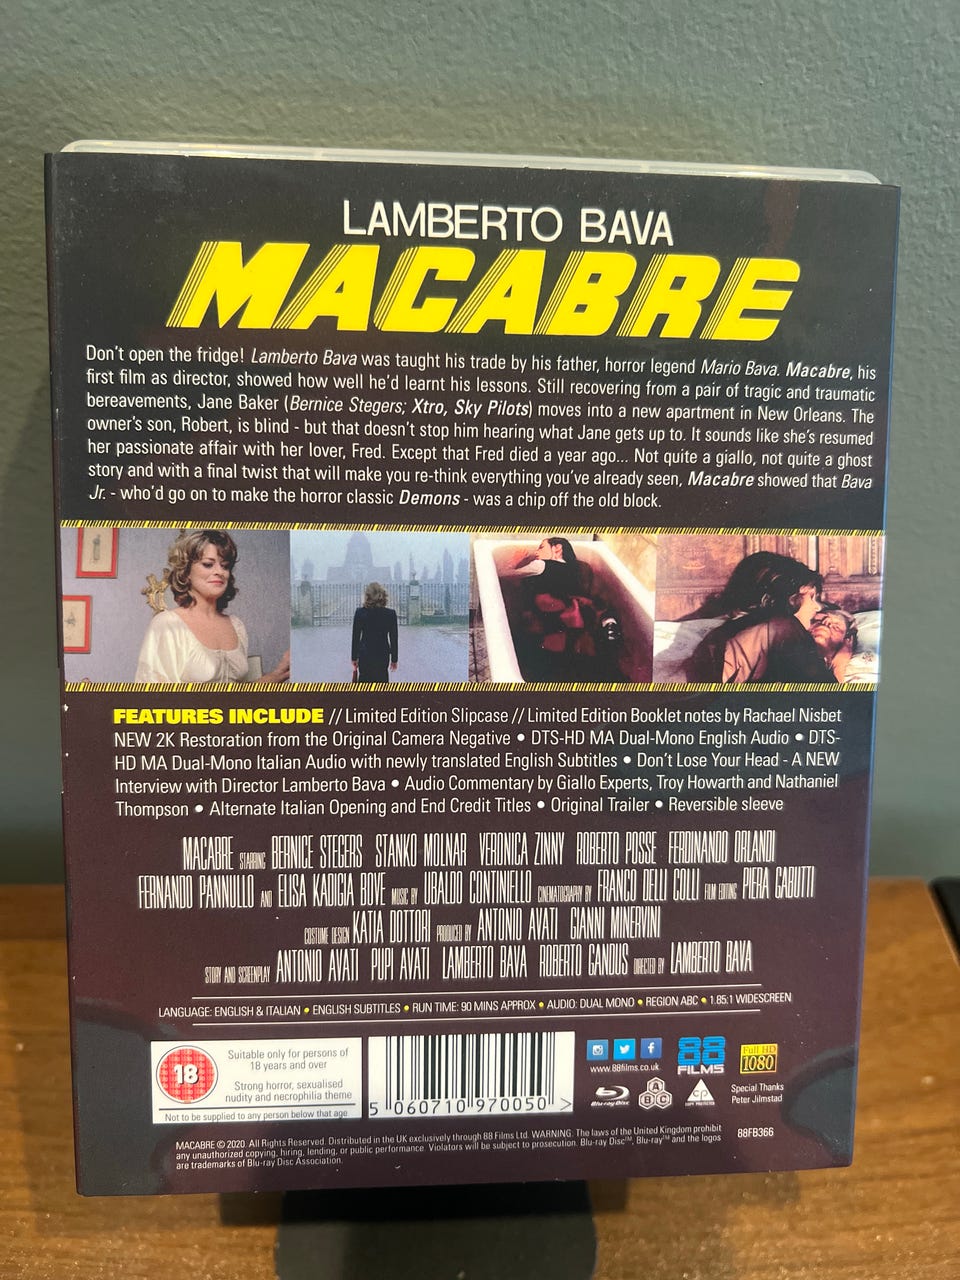 LAMBERTO BAVA
MACABRE
Don't open the fridge! Lamberto Bava was taught his trade by his father, horror legend Mario Bava. Macabre, his
first film as director, showed how well he'd learnt his lessons. Still recovering from a pair of tragic and traumatic
bereavements, Jane Baker (Bernice Stegers; Xtro, Sky Pilots) moves into a new apartment in New Orleans. The
owner's son, Robert, is blind - but that doesn't stop him hearing what Jane gets up to. It sounds like she's resumed
her passionate affair with her lover, Fred. Except that Fred died a year ago... Not quite a giallo, not quite a ghost
story and with a final twist that will make you re-think everything you've already seen, Macabre showed that Bava
Jr. - who'd go on to make the horror classic Demons - was a chip off the old block.
FEATURES INCLUDE // Limited Edition Slipcase // Limited Edition Booklet notes by Rachael Nisbet
NEW 2K Restoration from the Original Camera Negative • DTS-HD MA Dual-Mono English Audio • DTS-
HD MA Dual-Mono Italian Audio with newly translated English Subtitles • Don't Lose Your Head - A NEW
Interview with Director Lamberto Bava • Audio Commentary by Giallo Experts, Troy Howarth and Nathaniel
Thompson • Alternate Italian Opening and End Credit Titles • Original Trailer • Reversible sleeve
MACABRE STARRING BERNICE STEGERS STANKO MOLNAR VERONICA ZINNY ROBERTO POSSE FERDINANDO ORLANDI
FERNANDO PANNULLO AND ELISA KADIGIA BOVE MUSIC BY UBALDO CONTINIELLO CINEMATOGRAPHY BY FRANCO DELLI COLLI FILM EDITING PIERA GABUTTI
COSTUME DESIGN KATIA DOTTORI PRODUCED BY ANTONIO AVATI GIANNI MINERVINI
STORY AND SCREENPLAY ANTONIO AVATI PUPI AVATI LAMBERTO BAVA ROBERTO GANDUS DIRECTED BY LAMBERTO BAVA
LANGUAGE: ENGLISH & ITALIAN • ENGLISH SUBTITLES • RUN TIME: 90 MINS APPROX • AUDIO: DUAL MONO • REGION ABC • 1.85:1 WIDESCREEN
18
Suitable only for persons of
18 years and over
Strong horror, sexualised
nudity and necrophilia theme
Not to be supplied to any person below that age
5 060710 970050 >
www.88films.co.uk
88
FILMS
Full HD
1080
Blu-ray Disc
A
B C
CP
COPY PROTECTED
Special Thanks
Peter Jilmstad
MACABRE © 2020. All Rights Reserved. Distributed in the UK exclusively through 88 Films Ltd. WARNING: The laws of the United Kingdom prohibit
any unauthorized copying, hiring, lending, or public performance. Violators will be subject to prosecution. Blu-ray Disc™, Blu-ray™ and the logos
are trademarks of Blu-ray Disc Association.
88FB366